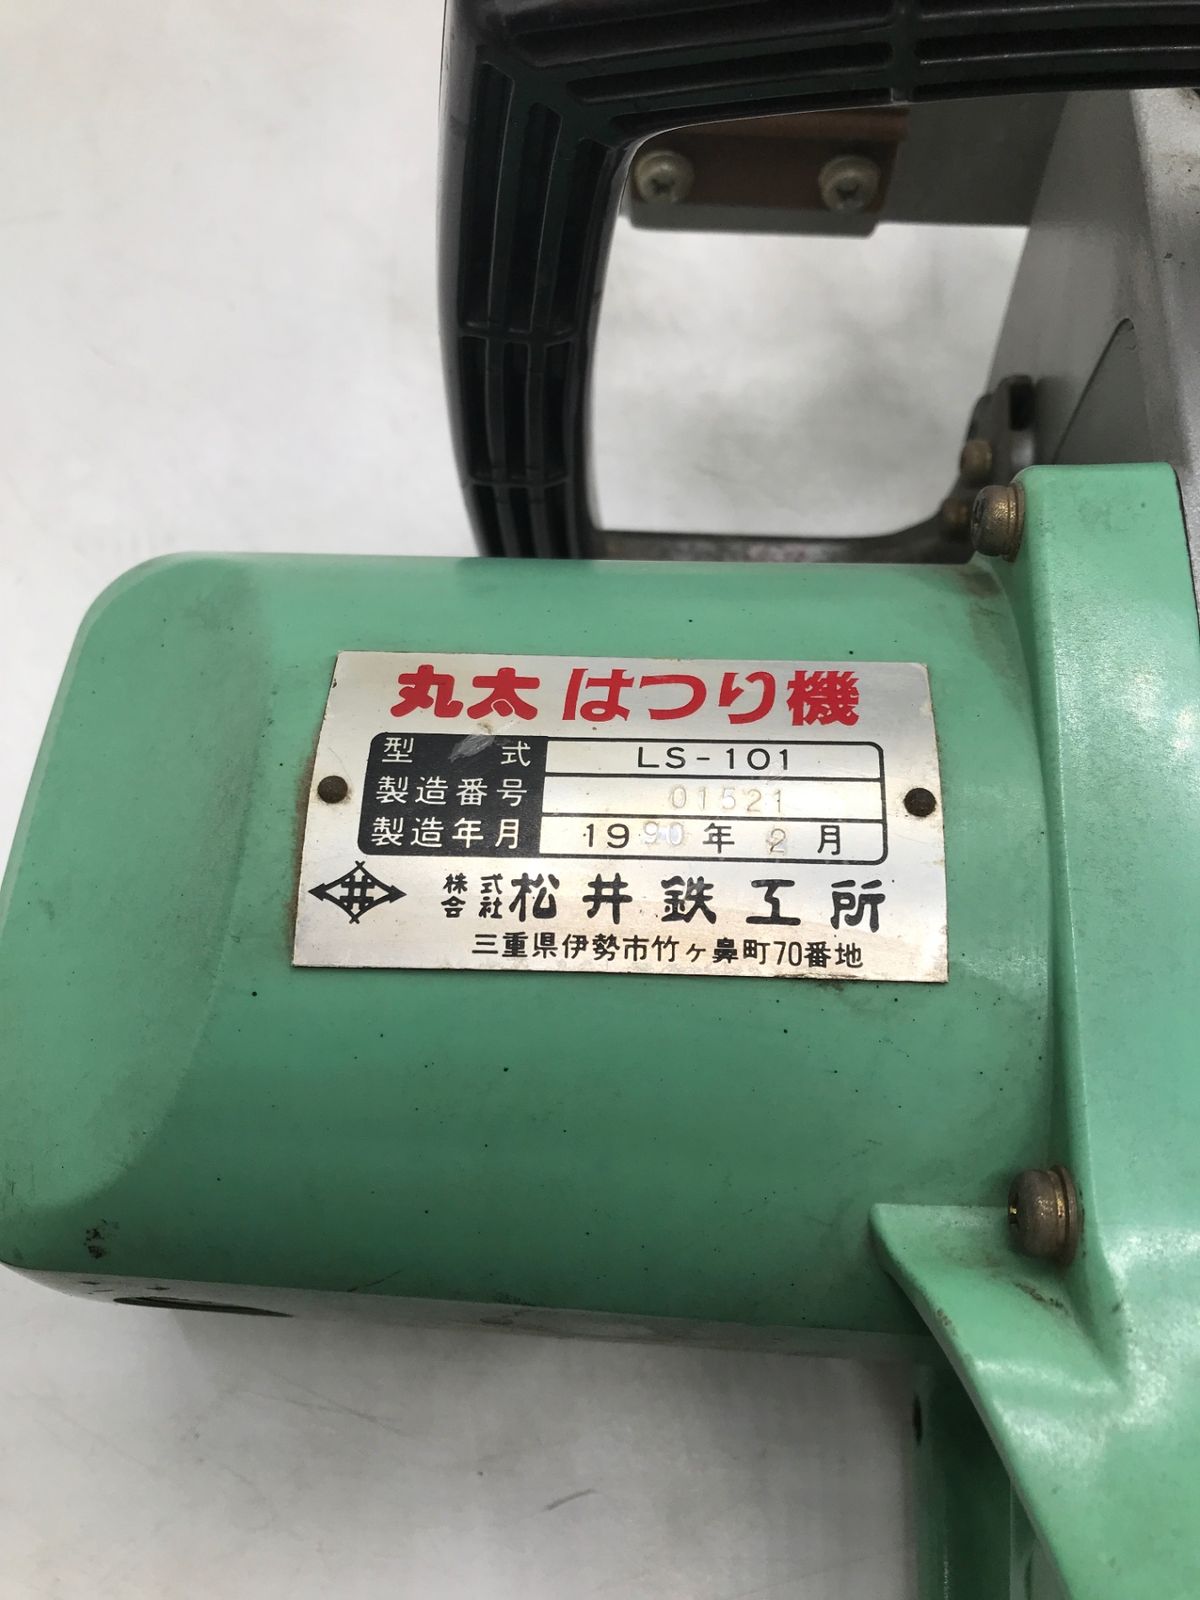 丸太はつり機
型式 LS-101
製造番号 01521
製造年月 1990年2月
株式会社 松井鉄工所
三重県伊勢市竹ヶ鼻町70番地